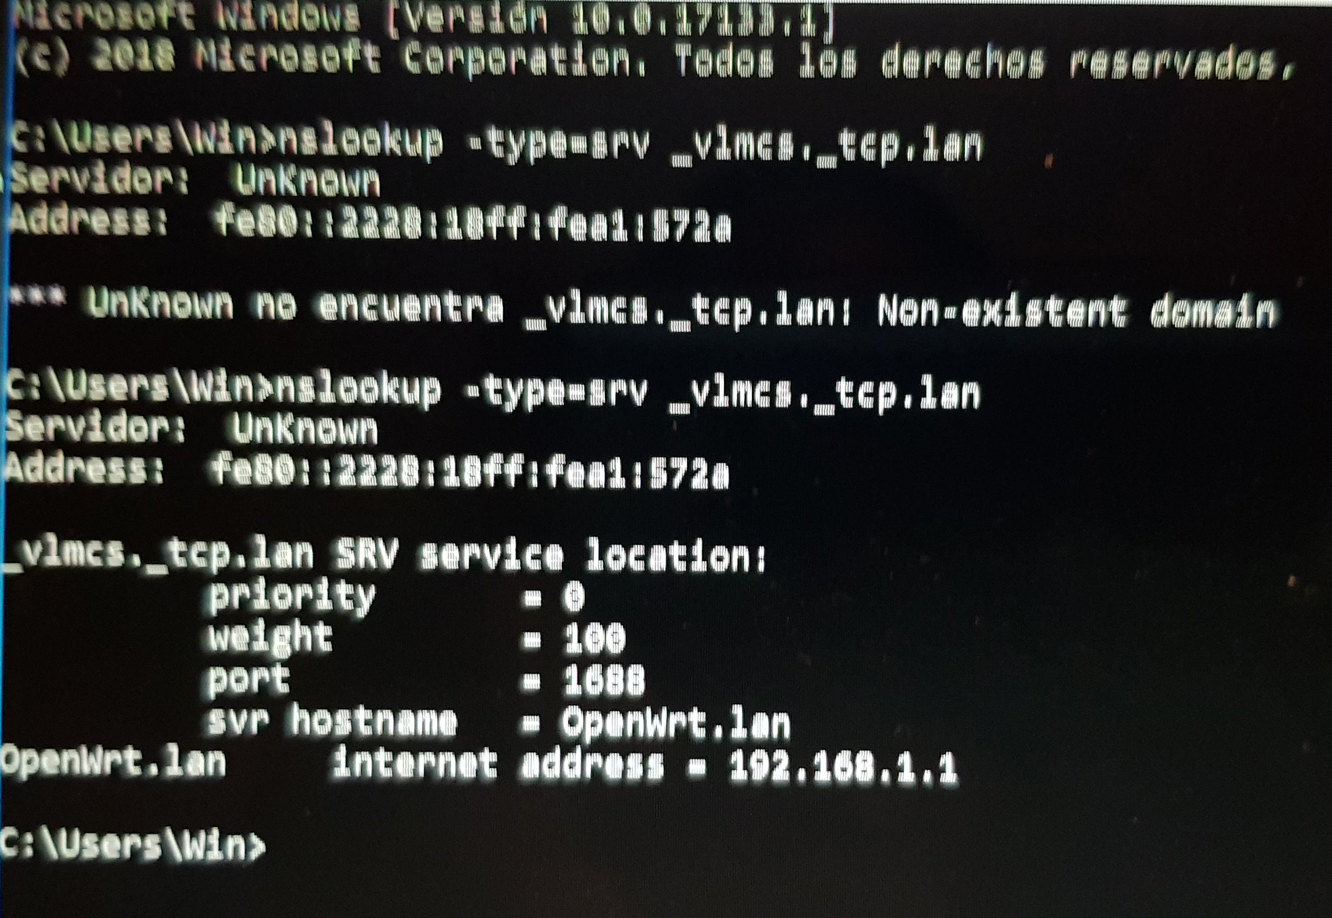 Microsoft Windows [Versión 10.0.17133.1]
(c) 2018 Microsoft Corporation. Todos los derechos reservados.
C:\Users\Win>nslookup -type=srv _vlmcs._tcp.lan
Servidor:  UnKnown
Address:  fe80::2228:18ff:fea1:572a
*** UnKnown no encuentra _vlmcs._tcp.lan: Non-existent domain
C:\Users\Win>nslookup -type=srv _vlmcs._tcp.lan
Servidor:  UnKnown
Address:  fe80::2228:18ff:fea1:572a
_vlmcs._tcp.lan SRV service location:
priority       = 0
weight         = 100
port           = 1688
svr hostname   = OpenWrt.lan
OpenWrt.lan     internet address = 192.168.1.1
C:\Users\Win>